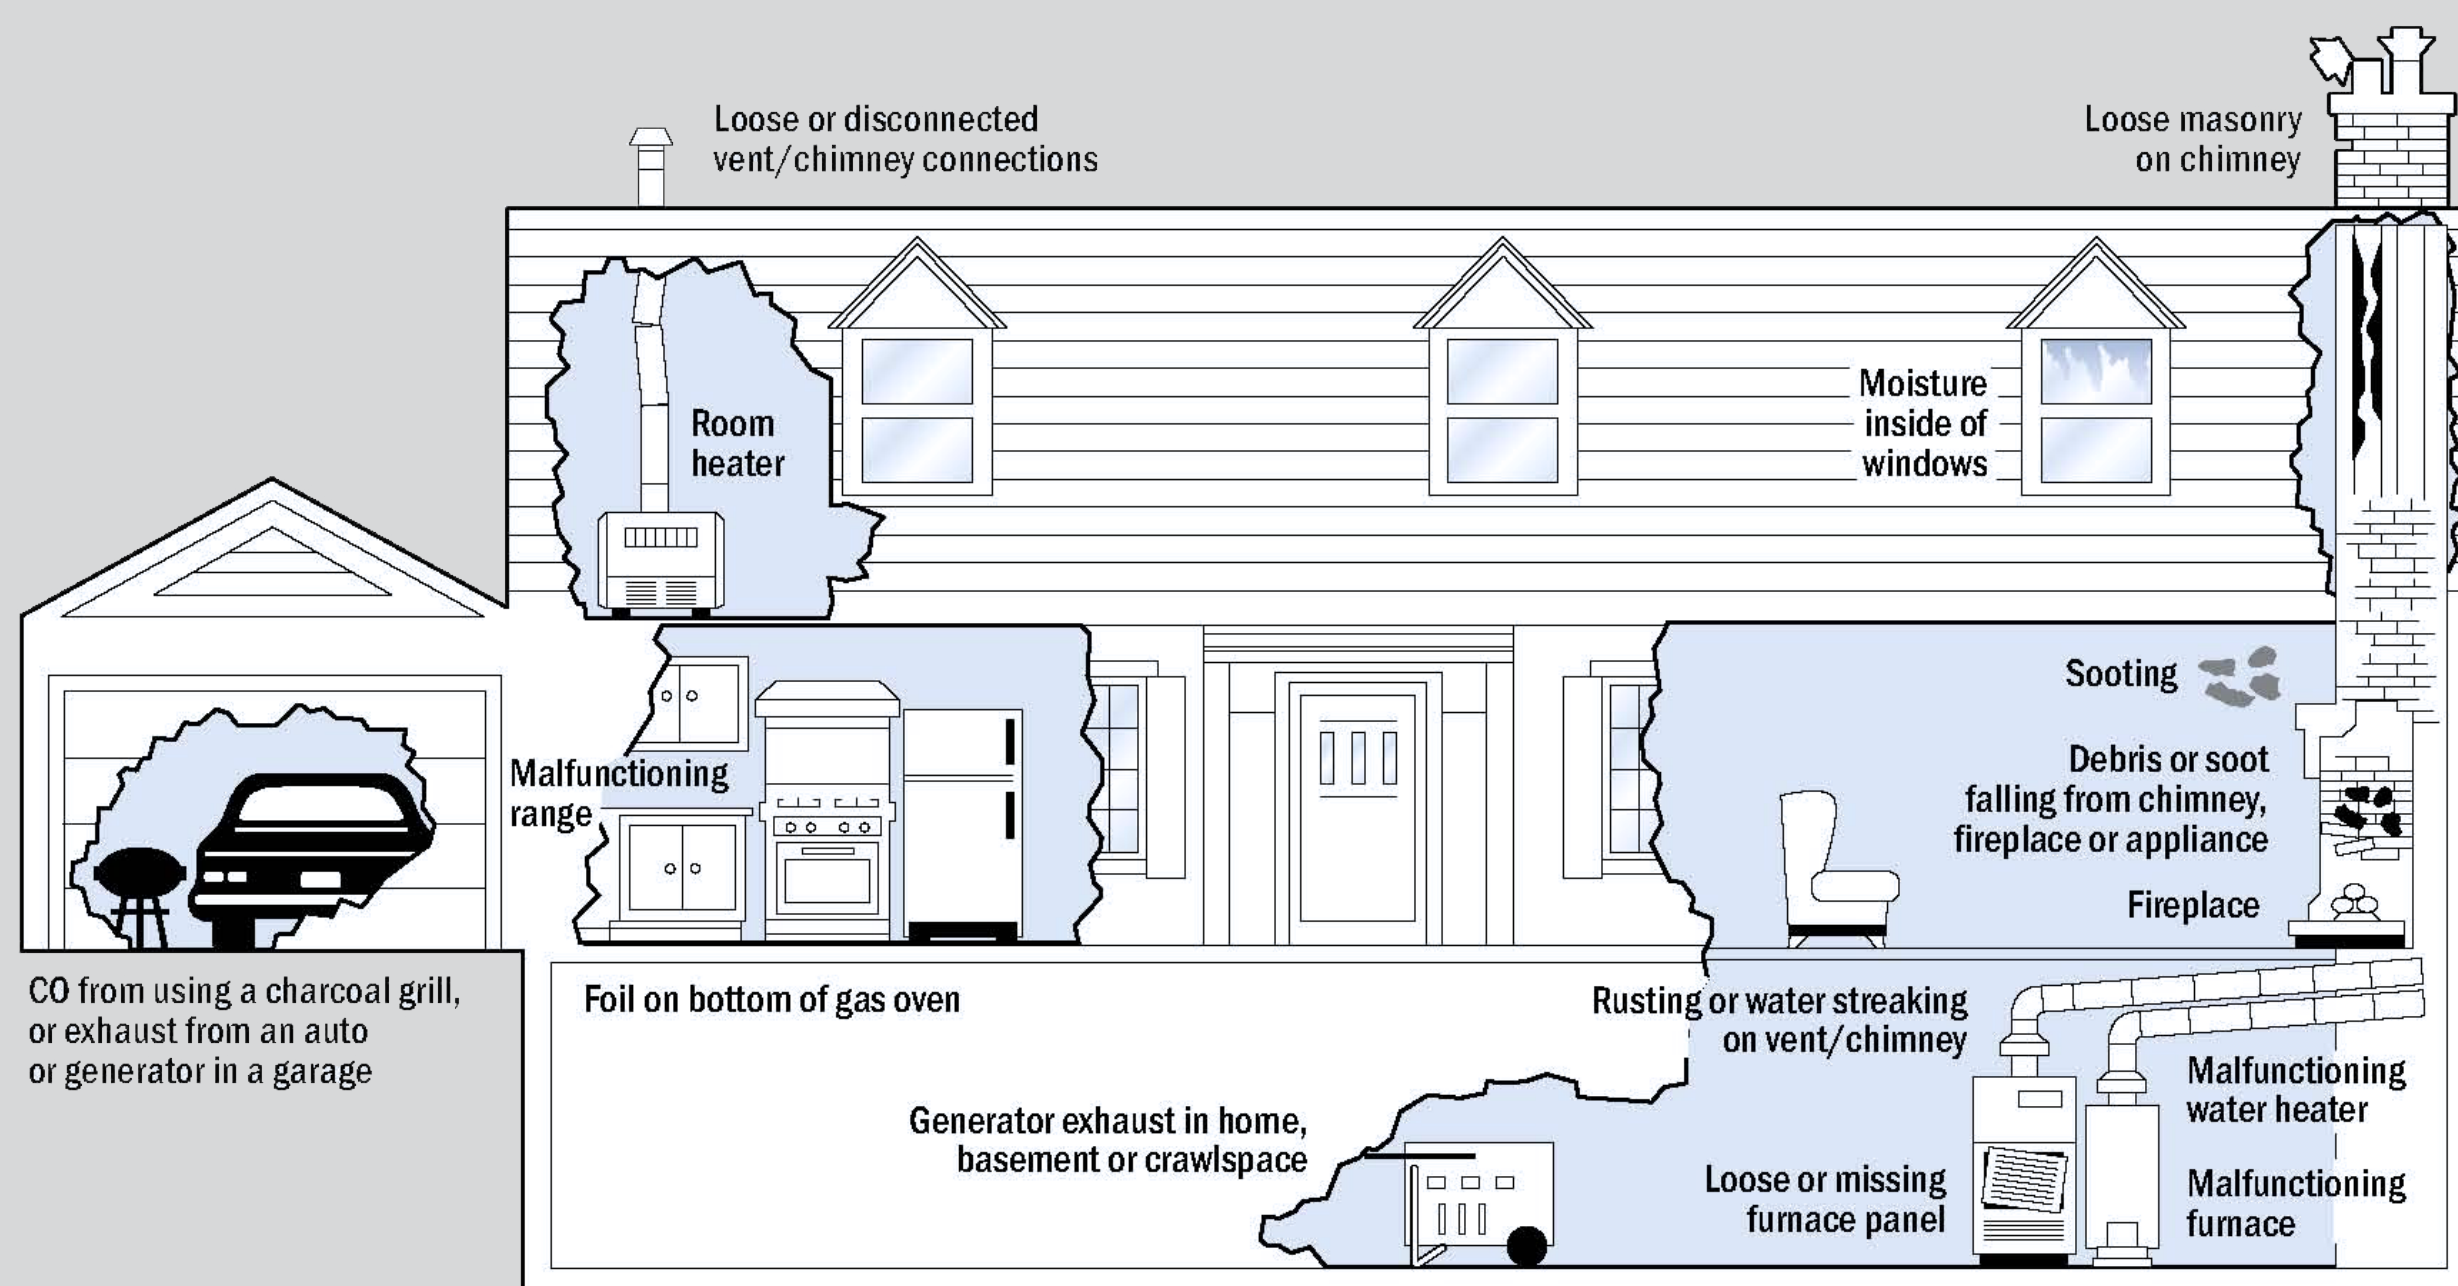 Loose or disconnected
vent/chimney connections
Loose masonry
on chimney
Room
heater
Moisture
inside of
windows
Sooting
Malfunctioning
range
Debris or soot
falling from chimney,
fireplace or appliance
Fireplace
CO from using a charcoal grill,
or exhaust from an auto
or generator in a garage
Foil on bottom of gas oven
Rusting or water streaking
on vent/chimney
Generator exhaust in home,
basement or crawlspace
Malfunctioning
water heater
Loose or missing
furnace panel
Malfunctioning
furnace